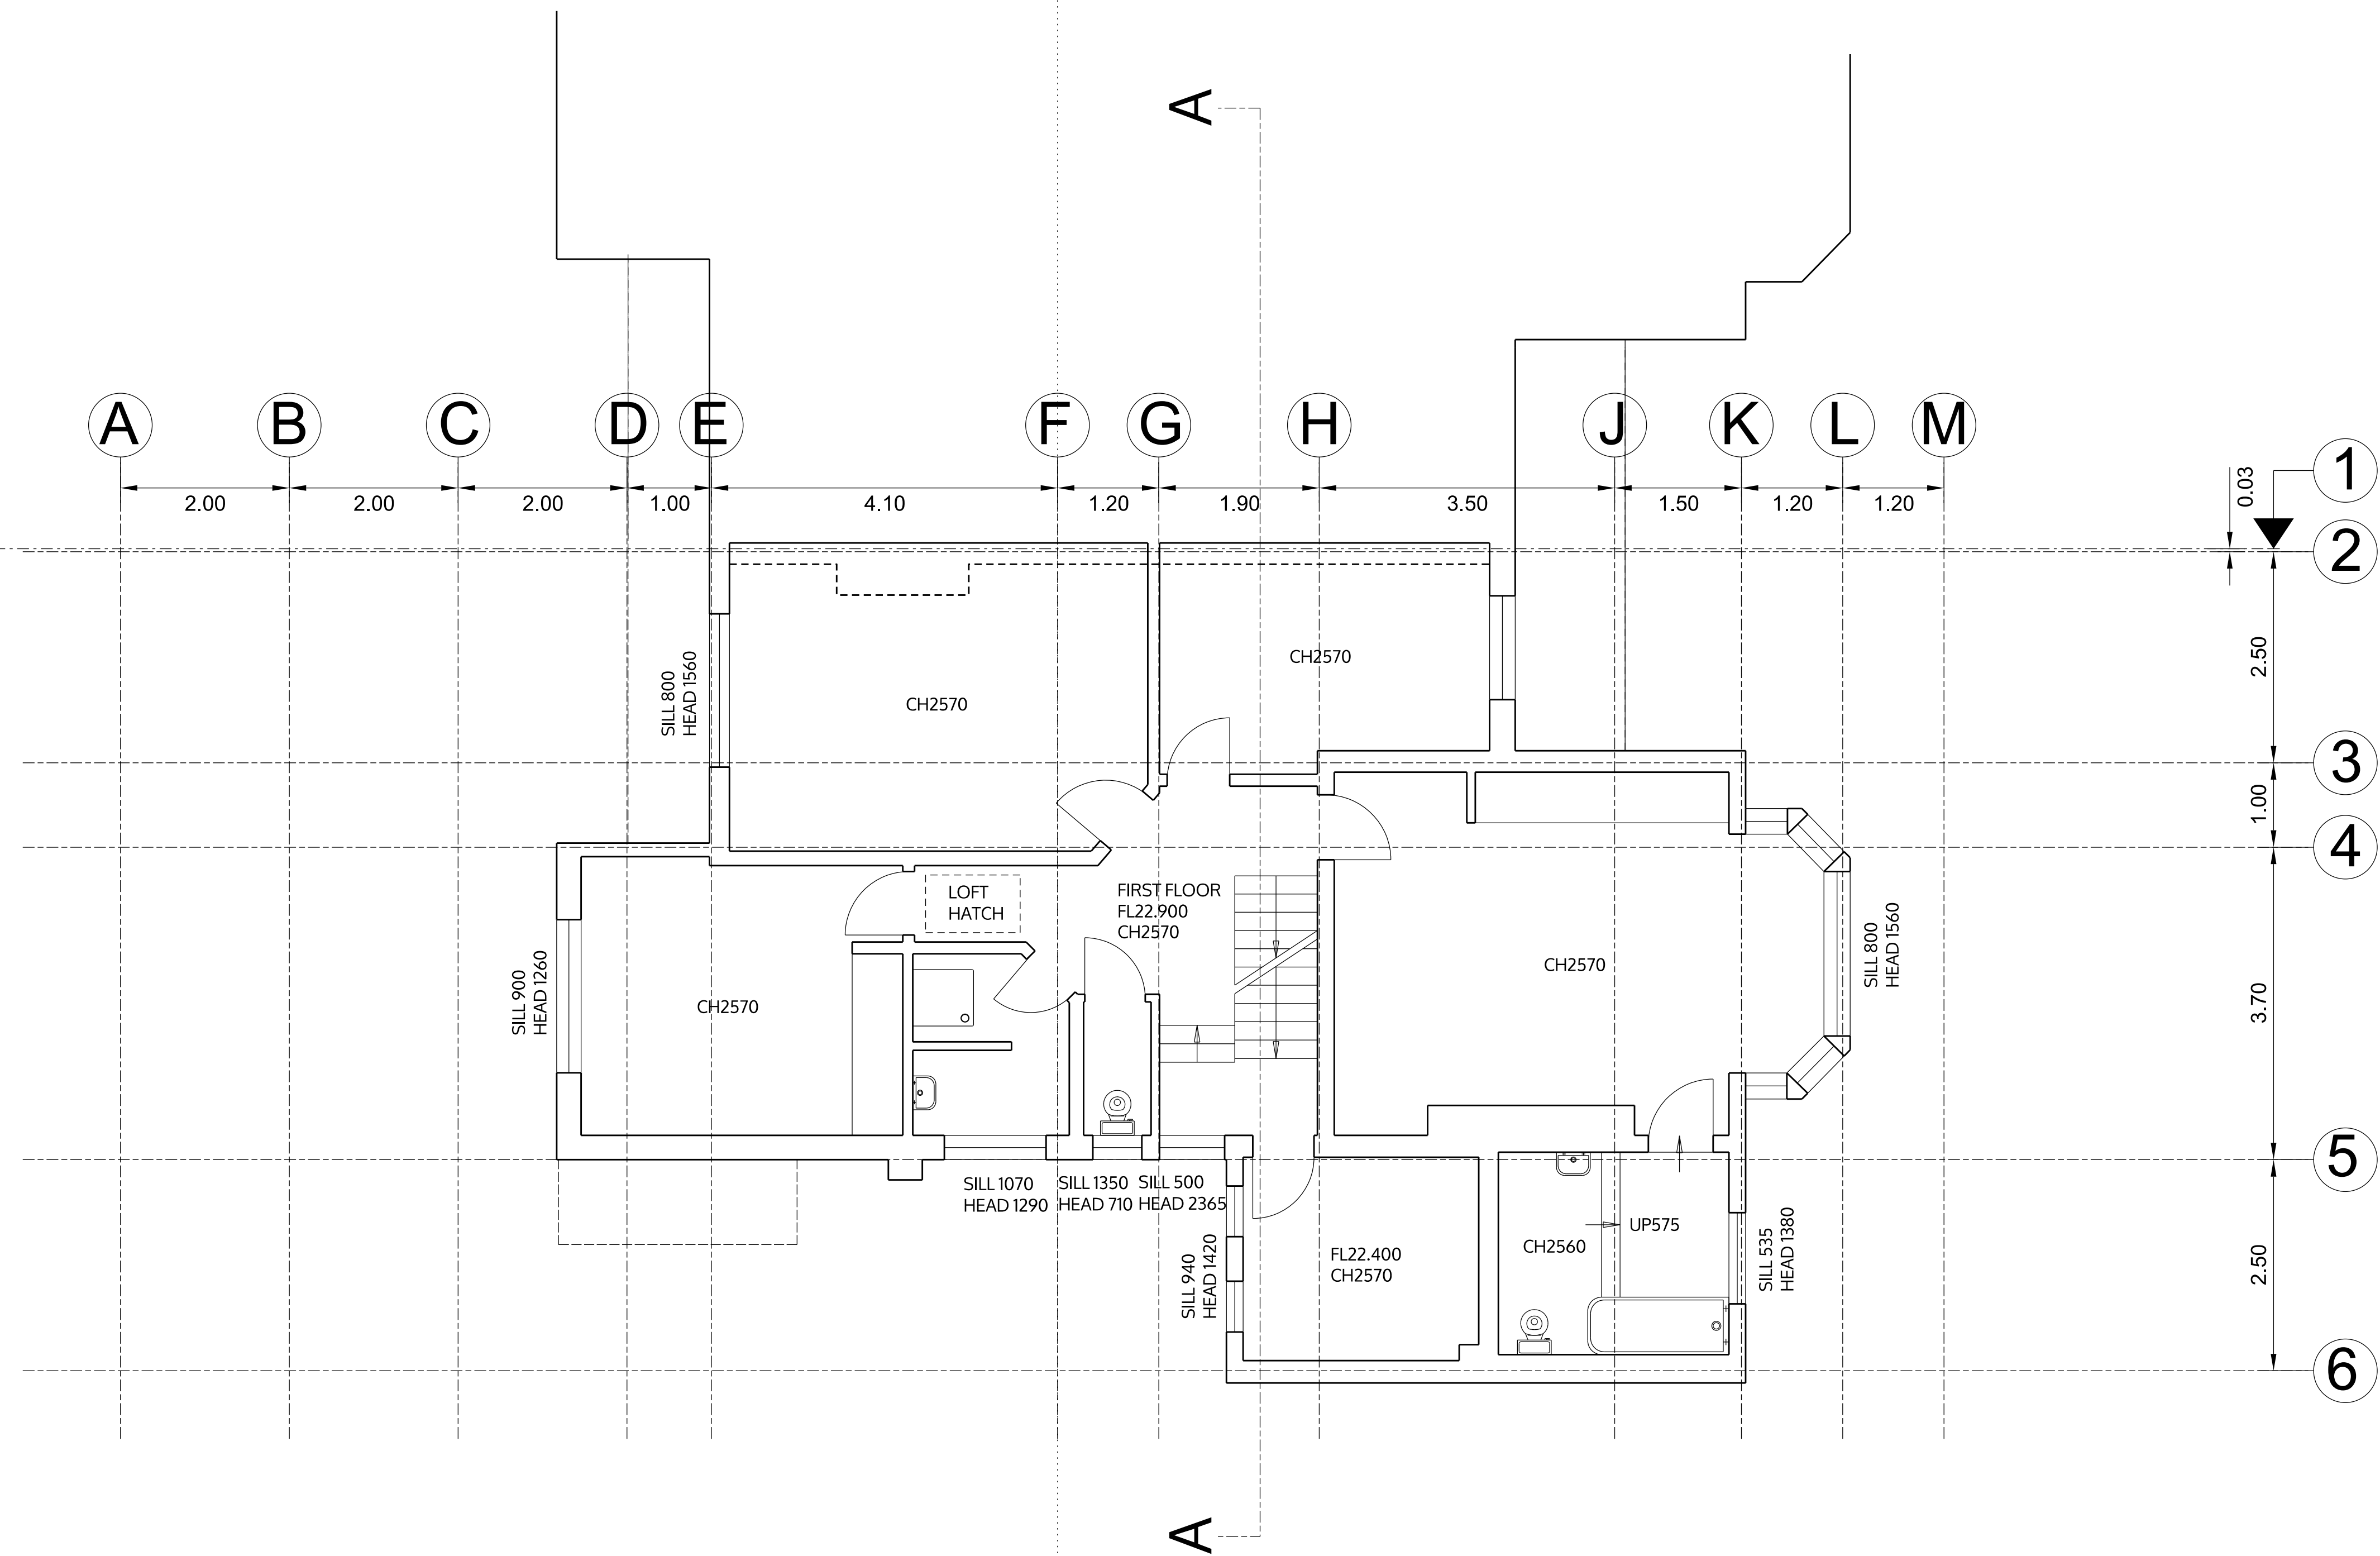 A
A B C D E F G H J K L M
1
2.00 2.00 2.00 1.00 4.10 1.20 1.90 3.50 1.50 1.20 1.20
0.03
2
2.50
SILL 800
HEAD 1560
CH2570
CH2570
3
1.00
4
LOFT
HATCH
FIRST FLOOR
FL22.900
CH2570
SILL 900
HEAD 1260
CH2570
CH2570
SILL 800
HEAD 1560
3.70
5
SILL 1070
HEAD 1290
SILL 1350
HEAD 710
SILL 500
HEAD 2365
SILL 940
HEAD 1420
FL22.400
CH2570
CH2560
UP575
SILL 535
HEAD 1380
2.50
6
A